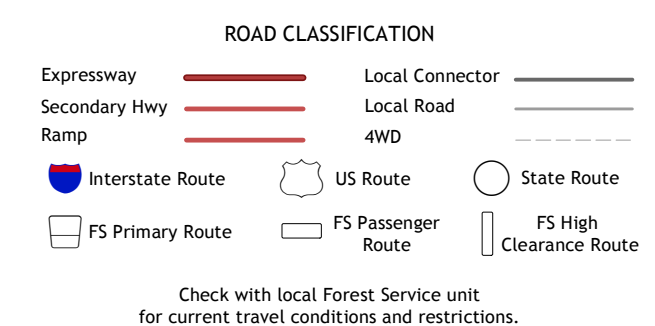 ROAD CLASSIFICATION
Expressway
Local Connector
Secondary Hwy
Local Road
Ramp
4WD
Interstate Route
US Route
State Route
FS Primary Route
FS Passenger
Route
FS High
Clearance Route
Check with local Forest Service unit
for current travel conditions and restrictions.